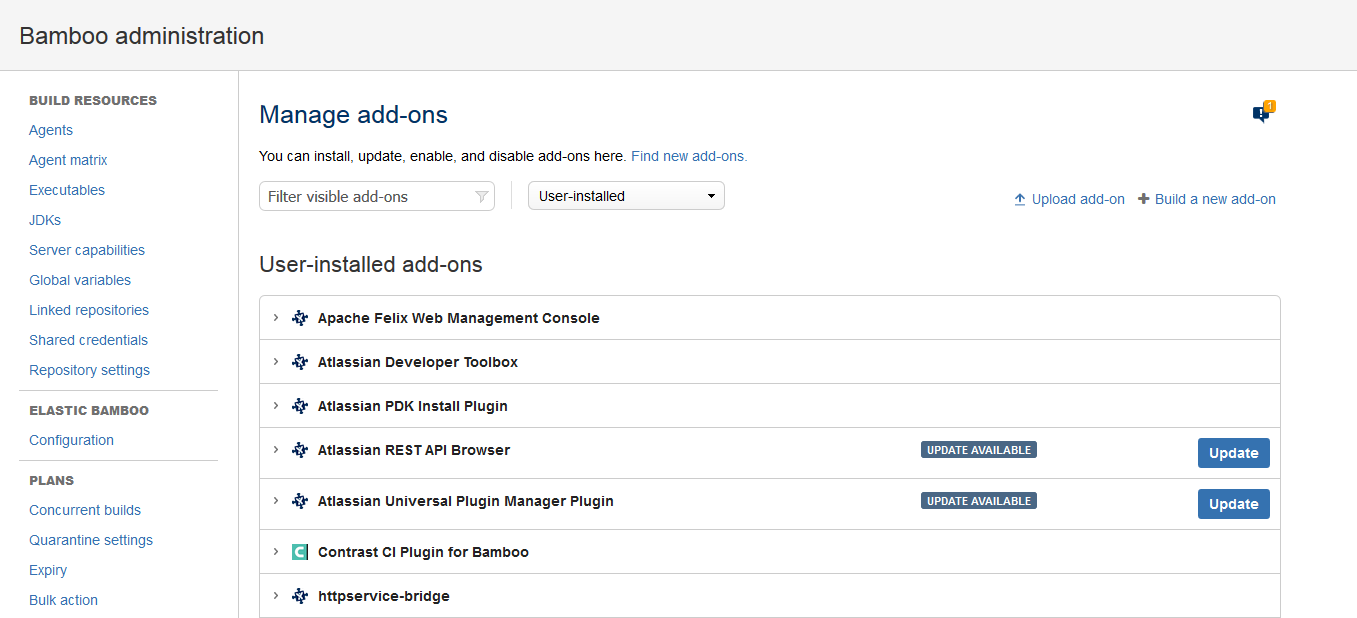 Bamboo administration
BUILD RESOURCES
Agents
Agent matrix
Executables
JDKs
Server capabilities
Global variables
Linked repositories
Shared credentials
Repository settings
ELASTIC BAMBOO
Configuration
PLANS
Concurrent builds
Quarantine settings
Expiry
Bulk action
Manage add-ons
1
You can install, update, enable, and disable add-ons here. Find new add-ons.
Filter visible add-ons
User-installed
Upload add-on
Build a new add-on
User-installed add-ons
Apache Felix Web Management Console
Atlassian Developer Toolbox
Atlassian PDK Install Plugin
Atlassian REST API Browser UPDATE AVAILABLE Update
Atlassian Universal Plugin Manager Plugin UPDATE AVAILABLE Update
C Contrast CI Plugin for Bamboo
httpservice-bridge